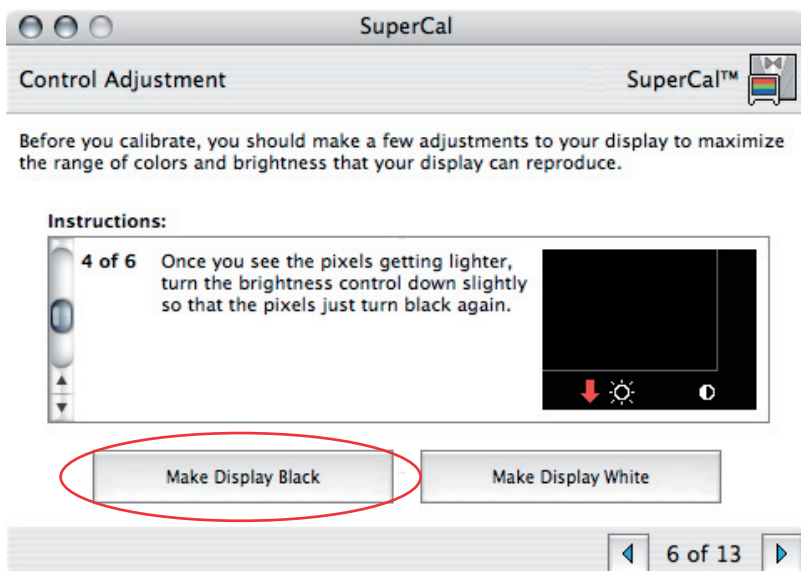 SuperCal
Control Adjustment
SuperCal™
Before you calibrate, you should make a few adjustments to your display to maximize
the range of colors and brightness that your display can reproduce.
Instructions:
4 of 6
Once you see the pixels getting lighter,
turn the brightness control down slightly
so that the pixels just turn black again.
Make Display Black
Make Display White
6 of 13